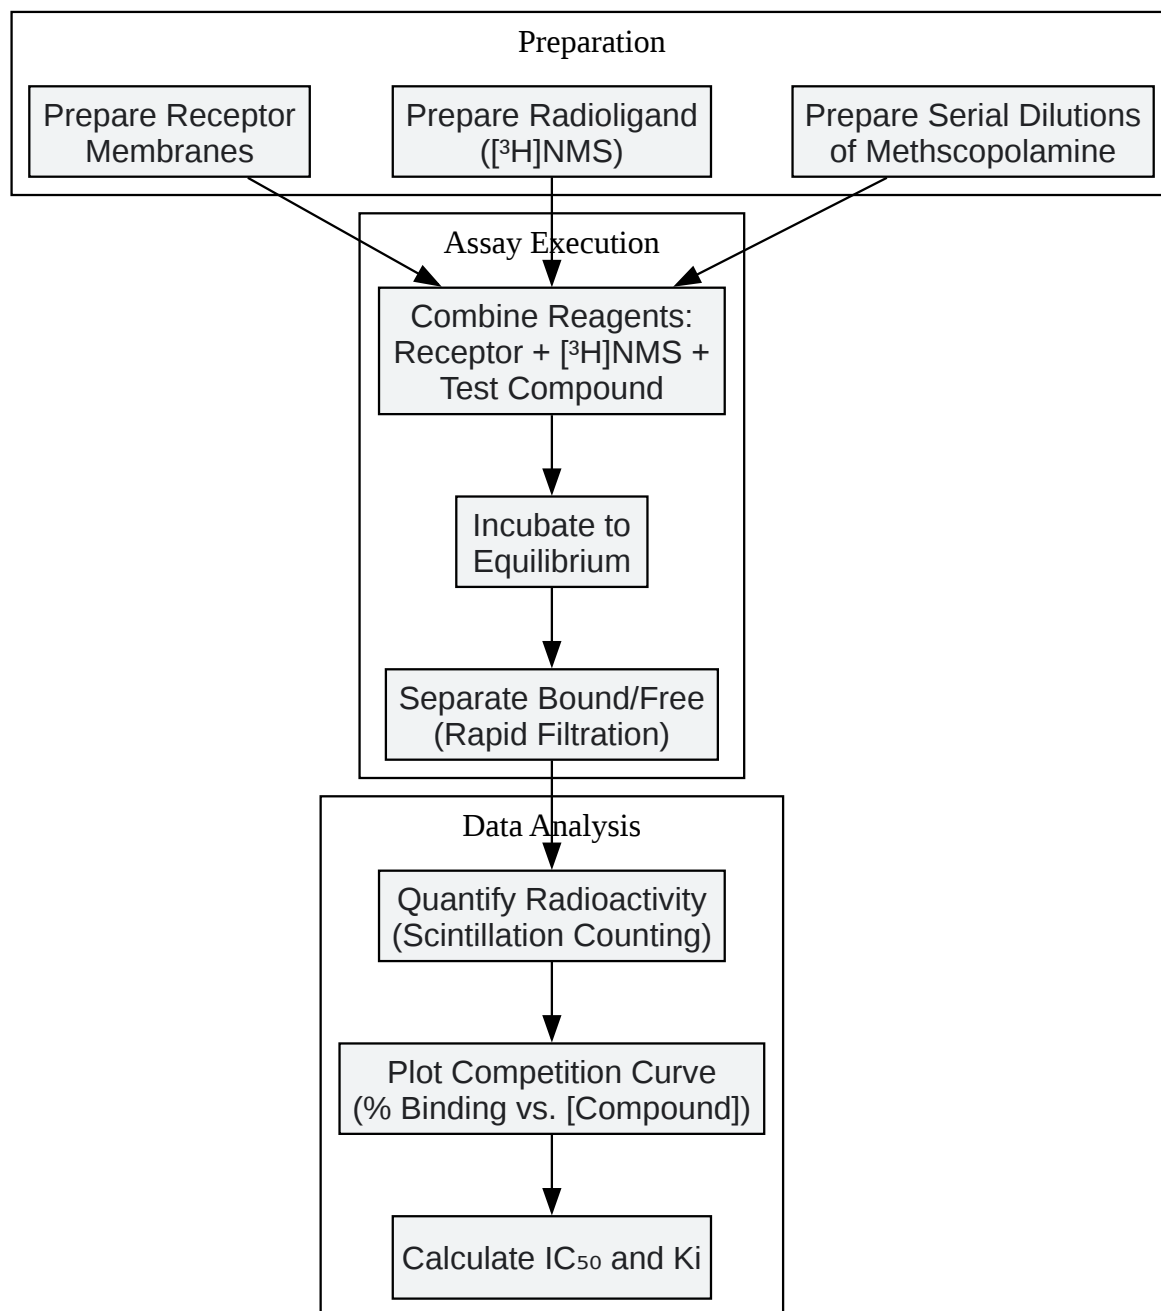 Preparation
Prepare Receptor
Membranes
Prepare Radioligand
([³H]NMS)
Prepare Serial Dilutions
of Methscopolamine
Assay Execution
Combine Reagents:
Receptor + [³H]NMS +
Test Compound
Incubate to
Equilibrium
Separate Bound/Free
(Rapid Filtration)
Data Analysis
Quantify Radioactivity
(Scintillation Counting)
Plot Competition Curve
(% Binding vs. [Compound])
Calculate IC₅₀ and Ki